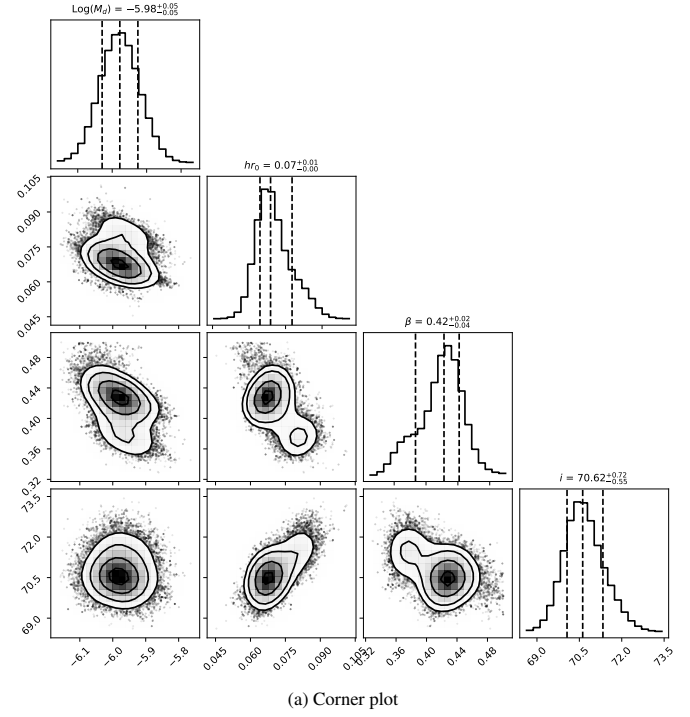 Log(M_d) = −5.98^{+0.05}_{−0.05}
hr_0 = 0.07^{+0.01}_{−0.00}
0.105
0.090
0.075
0.060
0.045
β = 0.42^{+0.02}_{−0.04}
0.48
0.44
0.40
0.36
0.32
i = 70.62^{+0.72}_{−0.55}
73.5
72.0
70.5
69.0
−6.1 −6.0 −5.9 −5.8 0.045 0.060 0.075 0.090 0.105 0.32 0.36 0.40 0.44 0.48 69.0 70.5 72.0 73.5
(a) Corner plot